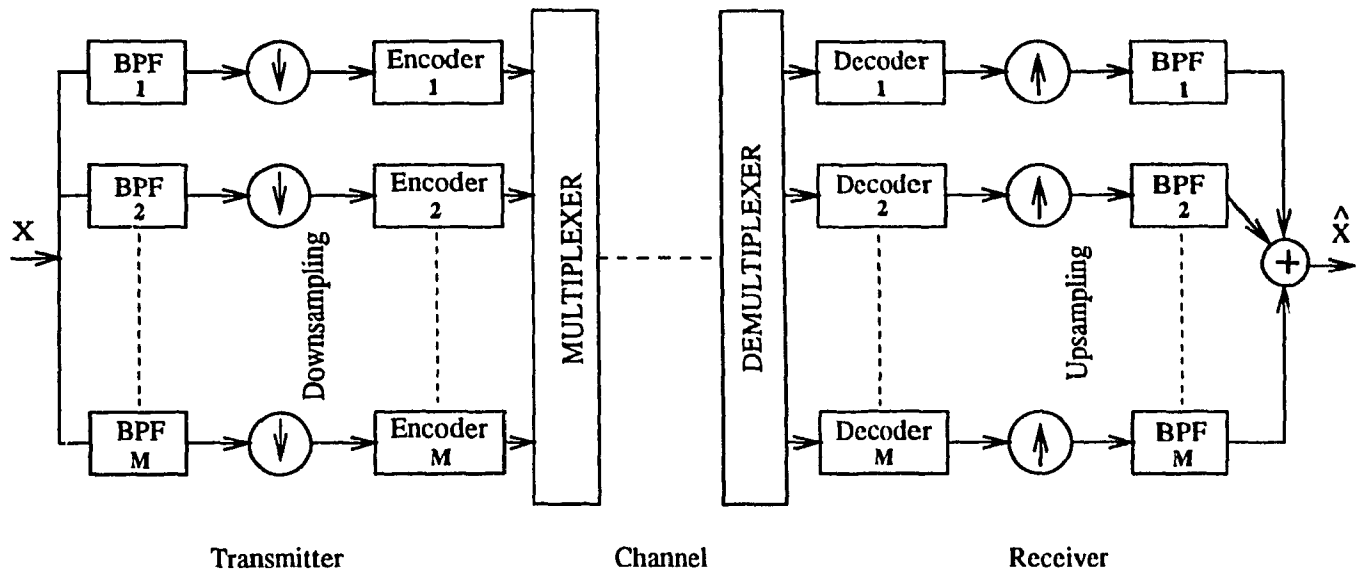 BPF
1
Encoder
1
Decoder
1
BPF
1
BPF
2
Encoder
2
Decoder
2
BPF
2
X
Downsampling
MULTIPLEXER
DEMULTIPLEXER
Upsampling
+
X̂
BPF
M
Encoder
M
Decoder
M
BPF
M
Transmitter
Channel
Receiver